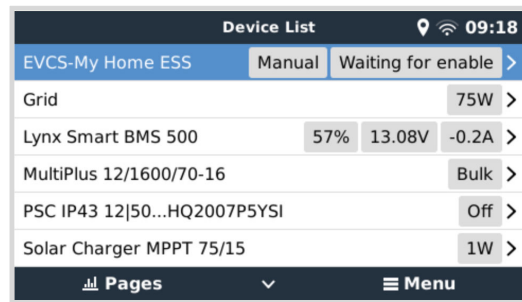 Device List 09:18
EVCS-My Home ESS Manual Waiting for enable
Grid 75W
Lynx Smart BMS 500 57% 13.08V -0.2A
MultiPlus 12/1600/70-16 Bulk
PSC IP43 12|50...HQ2007P5YSI Off
Solar Charger MPPT 75/15 1W
Pages Menu